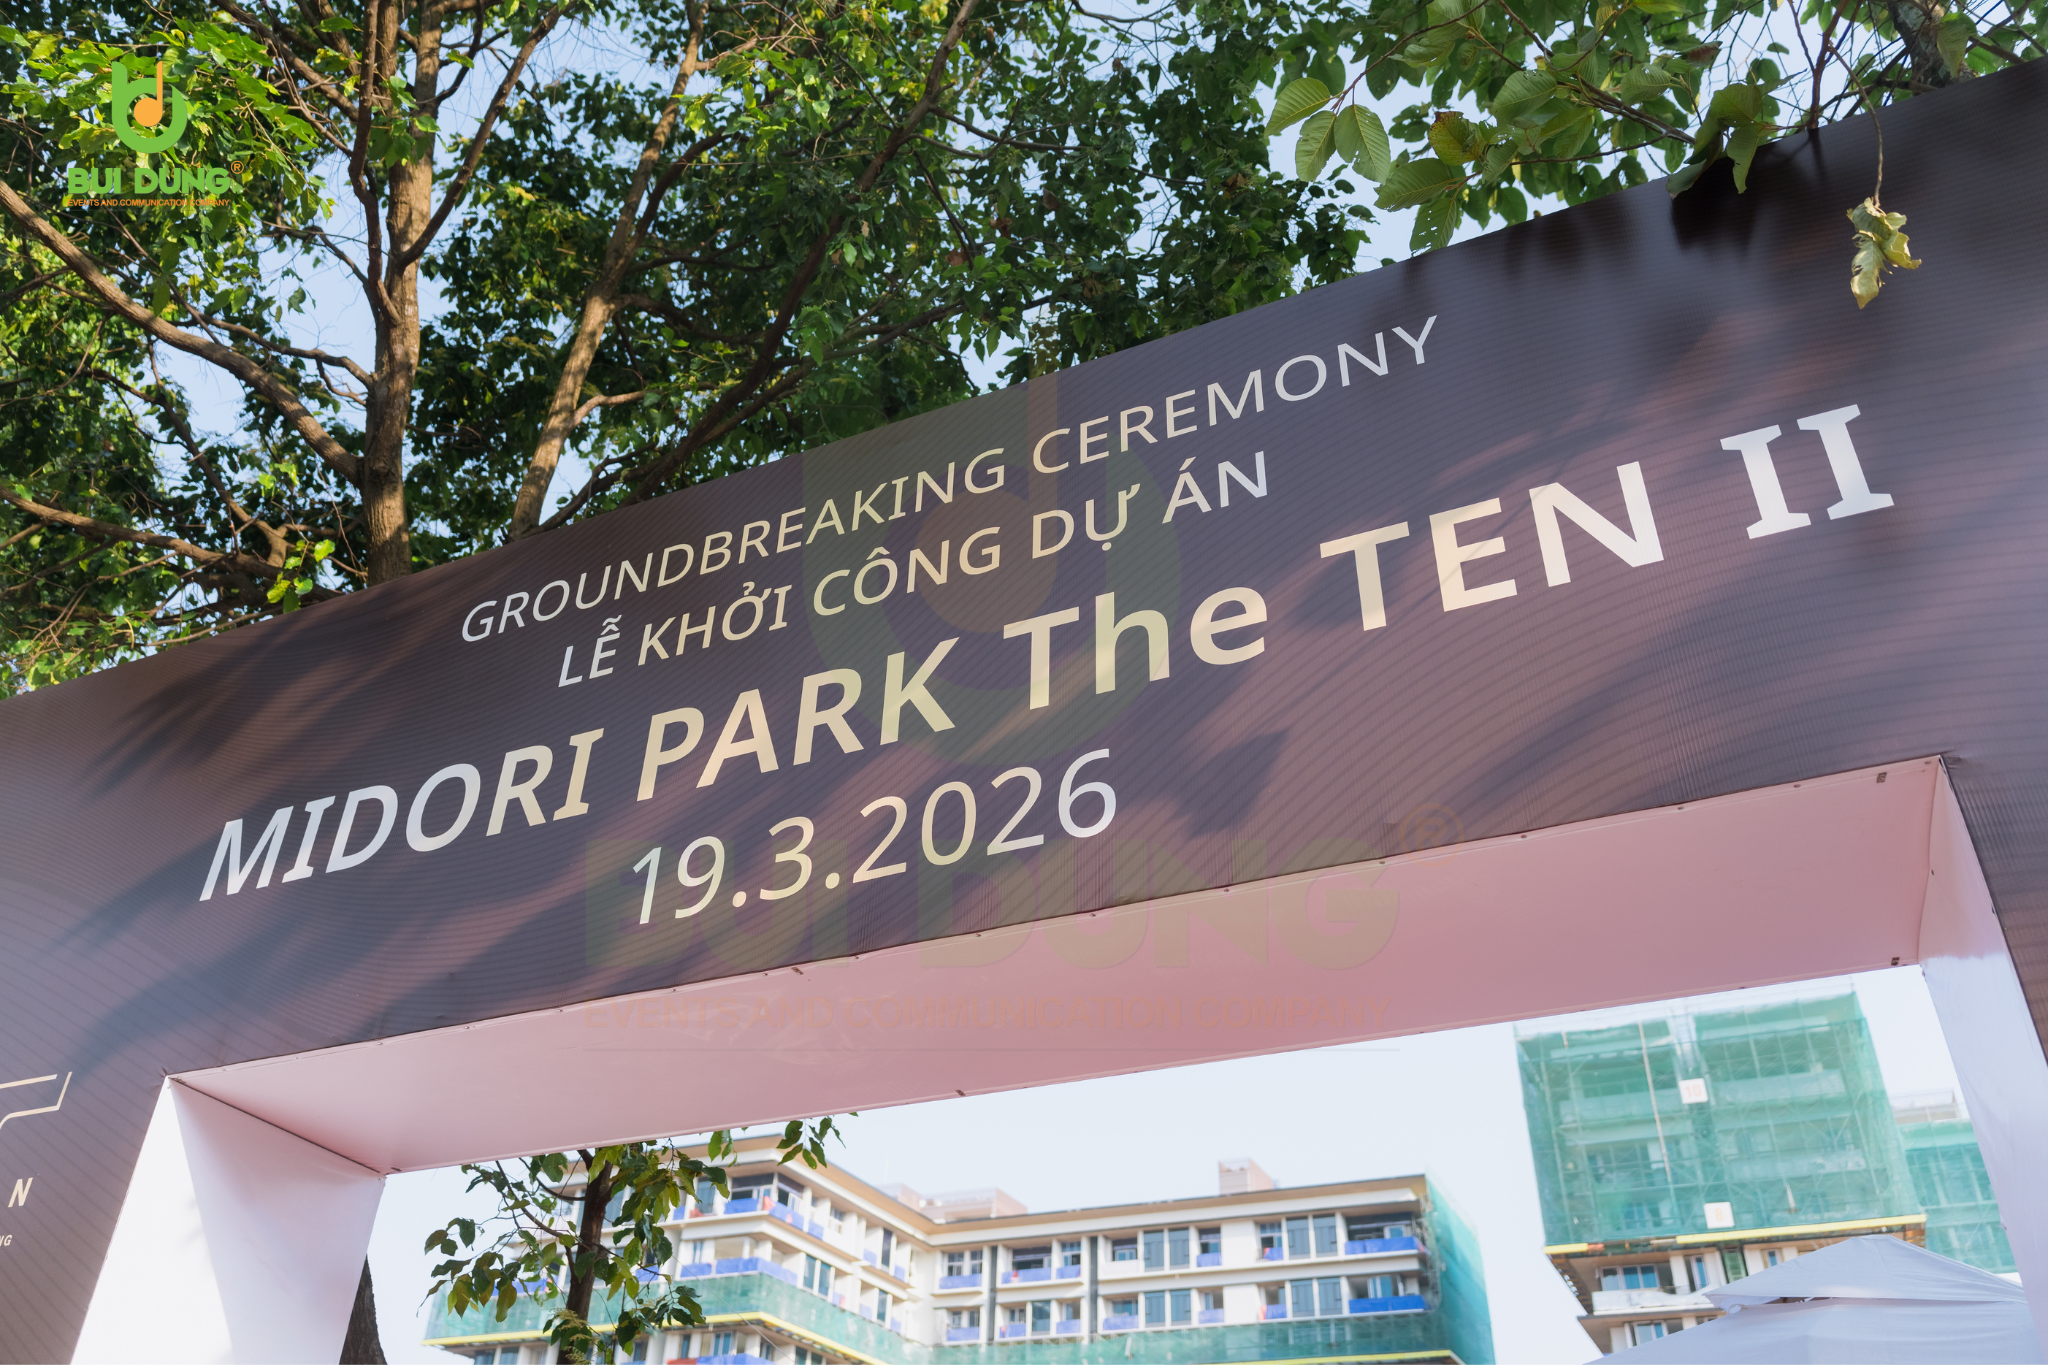 BUI DUNG®
EVENTS AND COMMUNICATION COMPANY
GROUNDBREAKING CEREMONY
LỄ KHỞI CÔNG DỰ ÁN
MIDORI PARK The TEN II
19.3.2026
BUI DUNG®
EVENTS AND COMMUNICATION COMPANY
N